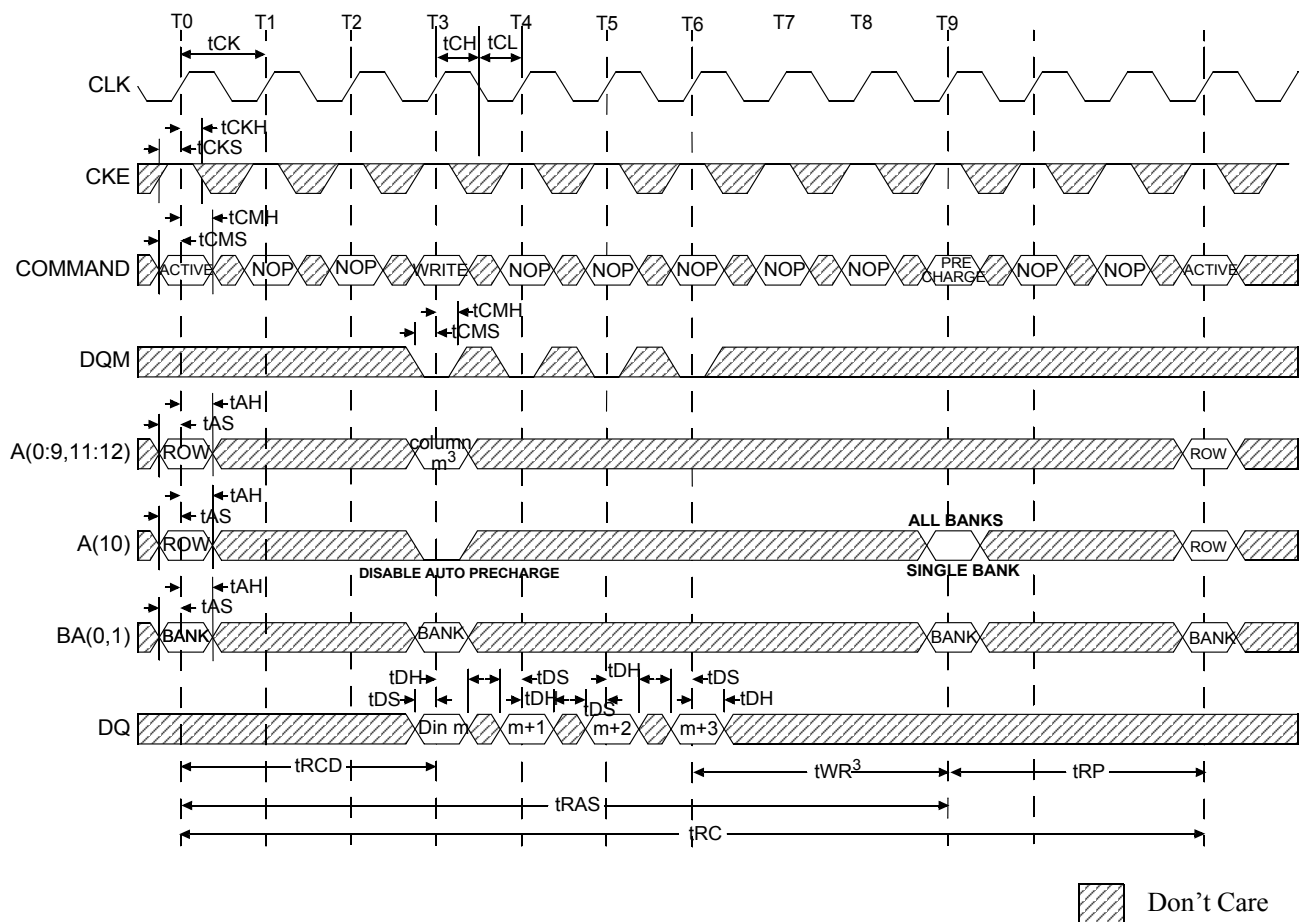 T0 T1 T2 T3 T4 T5 T6 T7 T8 T9
tCK tCH tCL
CLK
tCKH
tCKS
CKE
tCMH
tCMS
COMMAND ACTIVE NOP NOP WRITE NOP NOP NOP NOP NOP PRE CHARGE NOP NOP ACTIVE
tCMH
tCMS
DQM
tAH
tAS
A(0:9,11:12) ROW column m³ ROW
tAH
tAS
ALL BANKS
A(10) ROW ROW
DISABLE AUTO PRECHARGE SINGLE BANK
tAH
tAS
BA(0,1) BANK BANK BANK BANK
tDH tDS tDH tDS
tDS tDH tDS tDH
DQ Din m m+1 m+2 m+3
tRCD tWR³ tRP
tRAS
tRC
Don't Care